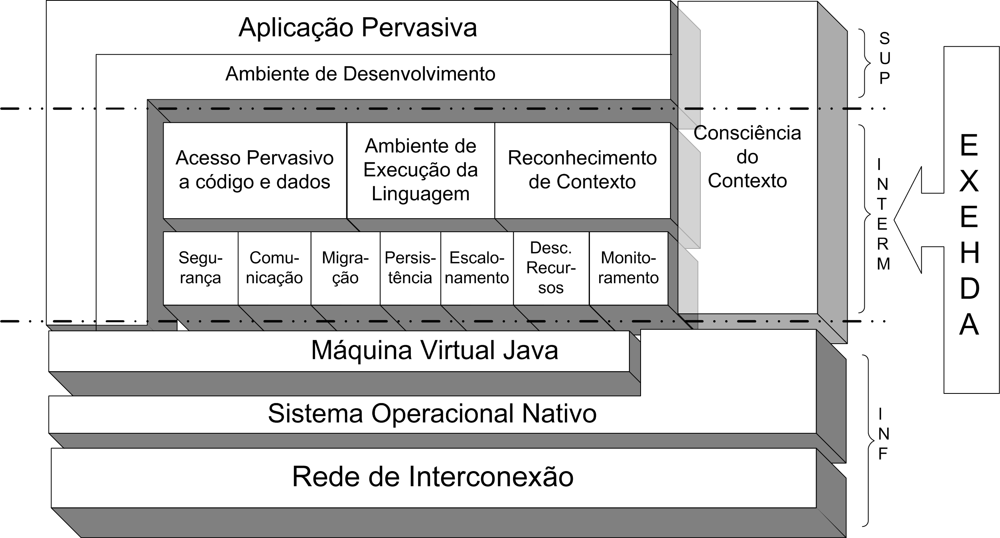 Aplicação Pervasiva
Ambiente de Desenvolvimento
S
U
P
Acesso Pervasivo
a código e dados
Ambiente de
Execução da
Linguagem
Reconhecimento
de Contexto
Consciência
do
Contexto
I
N
T
E
R
M
E
X
E
H
D
A
Segu-
rança
Comu-
nicação
Migra-
ção
Persis-
tência
Escalo-
namento
Desc.
Recur-
sos
Monito-
ramento
Máquina Virtual Java
Sistema Operacional Nativo
Rede de Interconexão
I
N
F